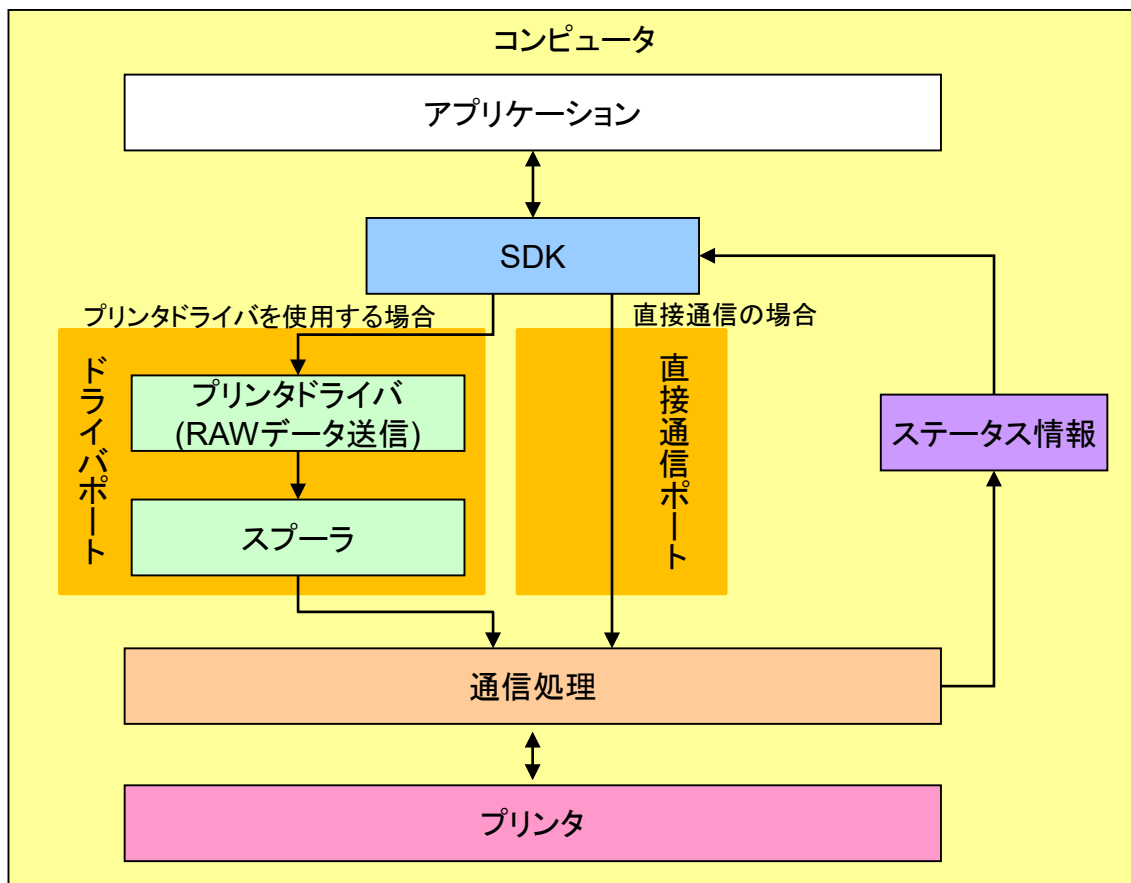 コンピュータ
アプリケーション
SDK
プリンタドライバを使用する場合
直接通信の場合
ドライバポート
プリンタドライバ
(RAWデータ送信)
スプーラ
直接通信ポート
ステータス情報
通信処理
プリンタ